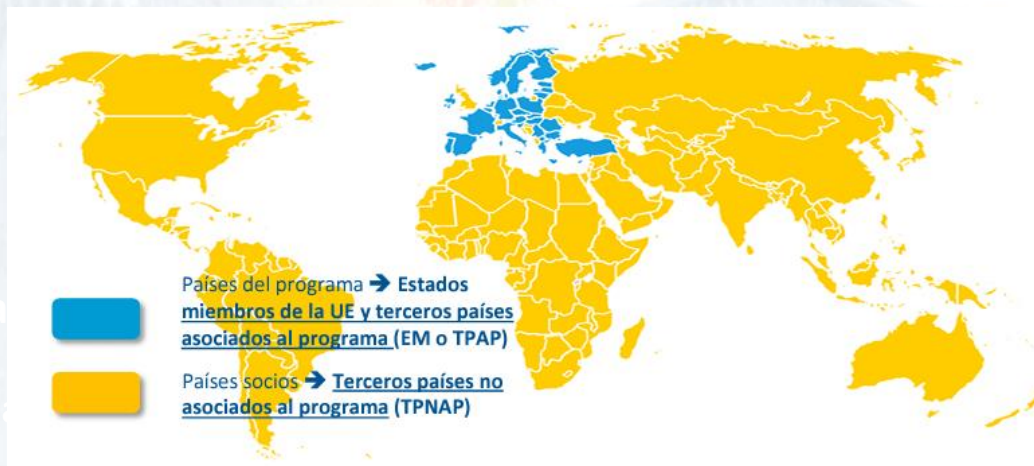 Países del programa ➔ Estados
miembros de la UE y terceros países
asociados al programa (EM o TPAP)
Países socios ➔ Terceros países no
asociados al programa (TPNAP)